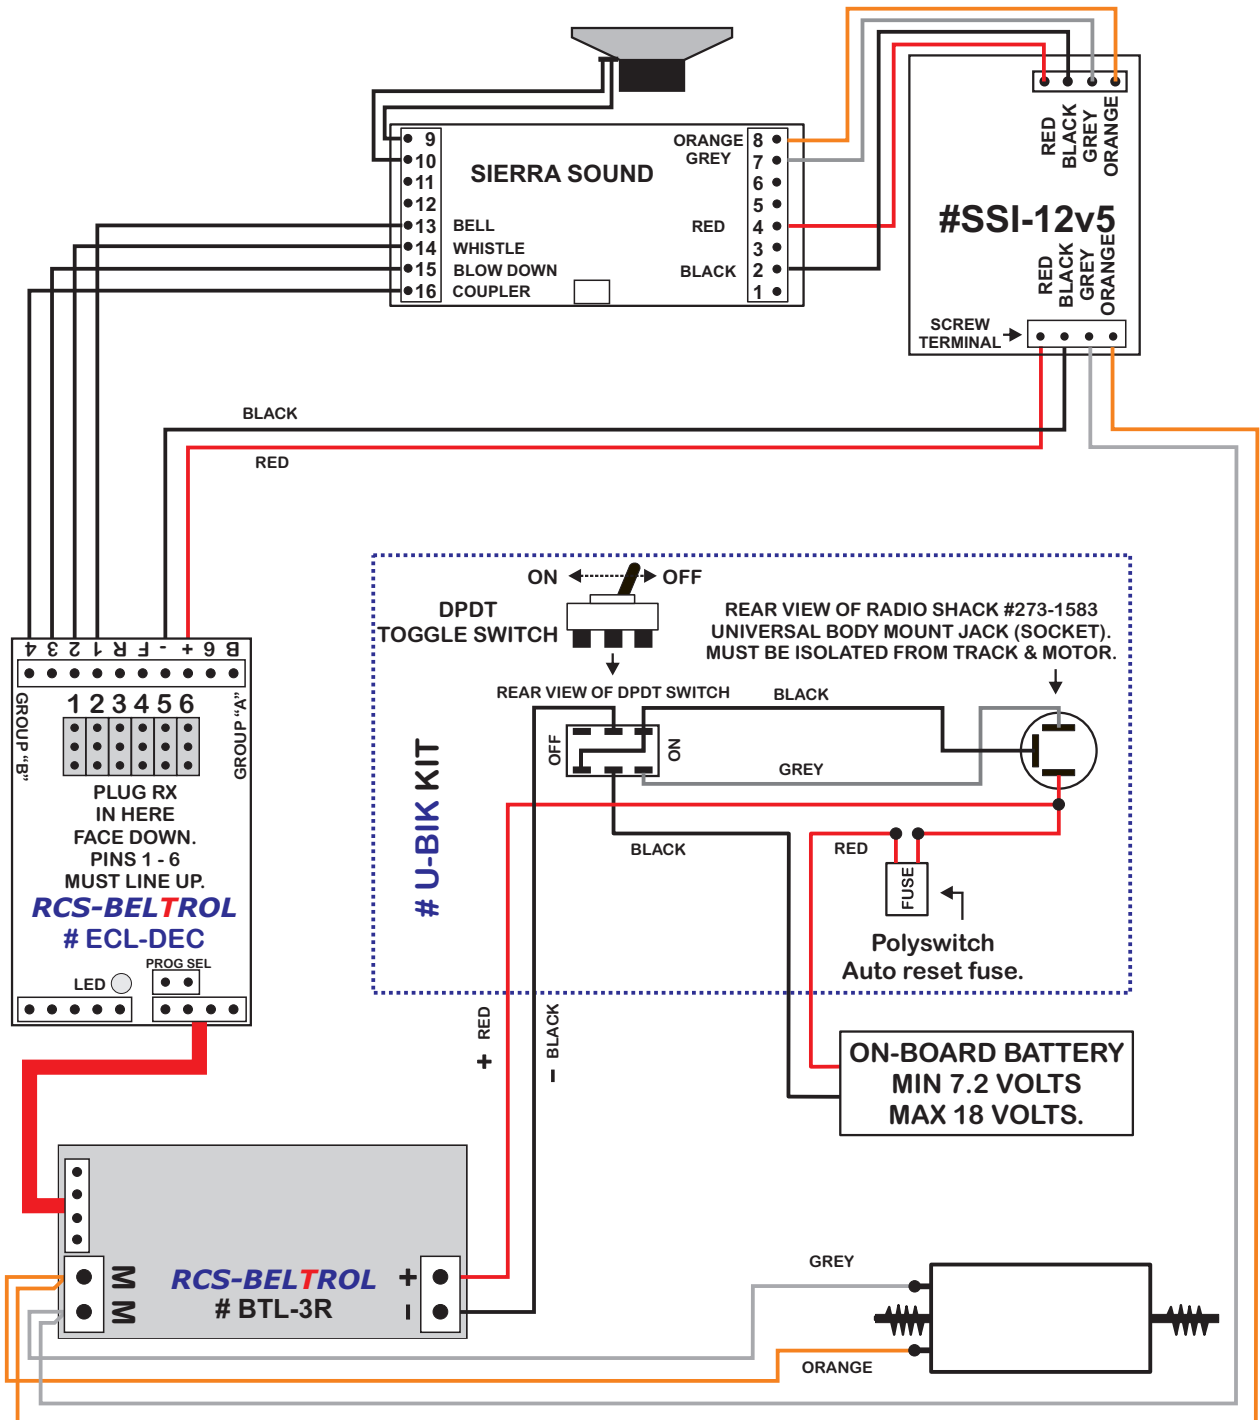 9
10
11
12
13 BELL
14 WHISTLE
15 BLOW DOWN
16 COUPLER
SIERRA SOUND
ORANGE 8
GREY 7
6
5
RED 4
3
BLACK 2
1
RED
BLACK
GREY
ORANGE
#SSI-12v5
RED
BLACK
GREY
ORANGE
SCREW
TERMINAL
BLACK
RED
ON OFF
DPDT
TOGGLE SWITCH
REAR VIEW OF RADIO SHACK #273-1583
UNIVERSAL BODY MOUNT JACK (SOCKET).
MUST BE ISOLATED FROM TRACK & MOTOR.
REAR VIEW OF DPDT SWITCH
BLACK
OFF
ON
GREY
# U-BIK KIT
BLACK
RED
FUSE
Polyswitch
Auto reset fuse.
4 3 2 1 R F - + 6 B
GROUP "B"
GROUP "A"
1 2 3 4 5 6
PLUG RX
IN HERE
FACE DOWN.
PINS 1 - 6
MUST LINE UP.
RCS-BELTROL
# ECL-DEC
PROG SEL
LED
+ RED
- BLACK
ON-BOARD BATTERY
MIN 7.2 VOLTS
MAX 18 VOLTS.
M
M
RCS-BELTROL
# BTL-3R
+
-
GREY
ORANGE